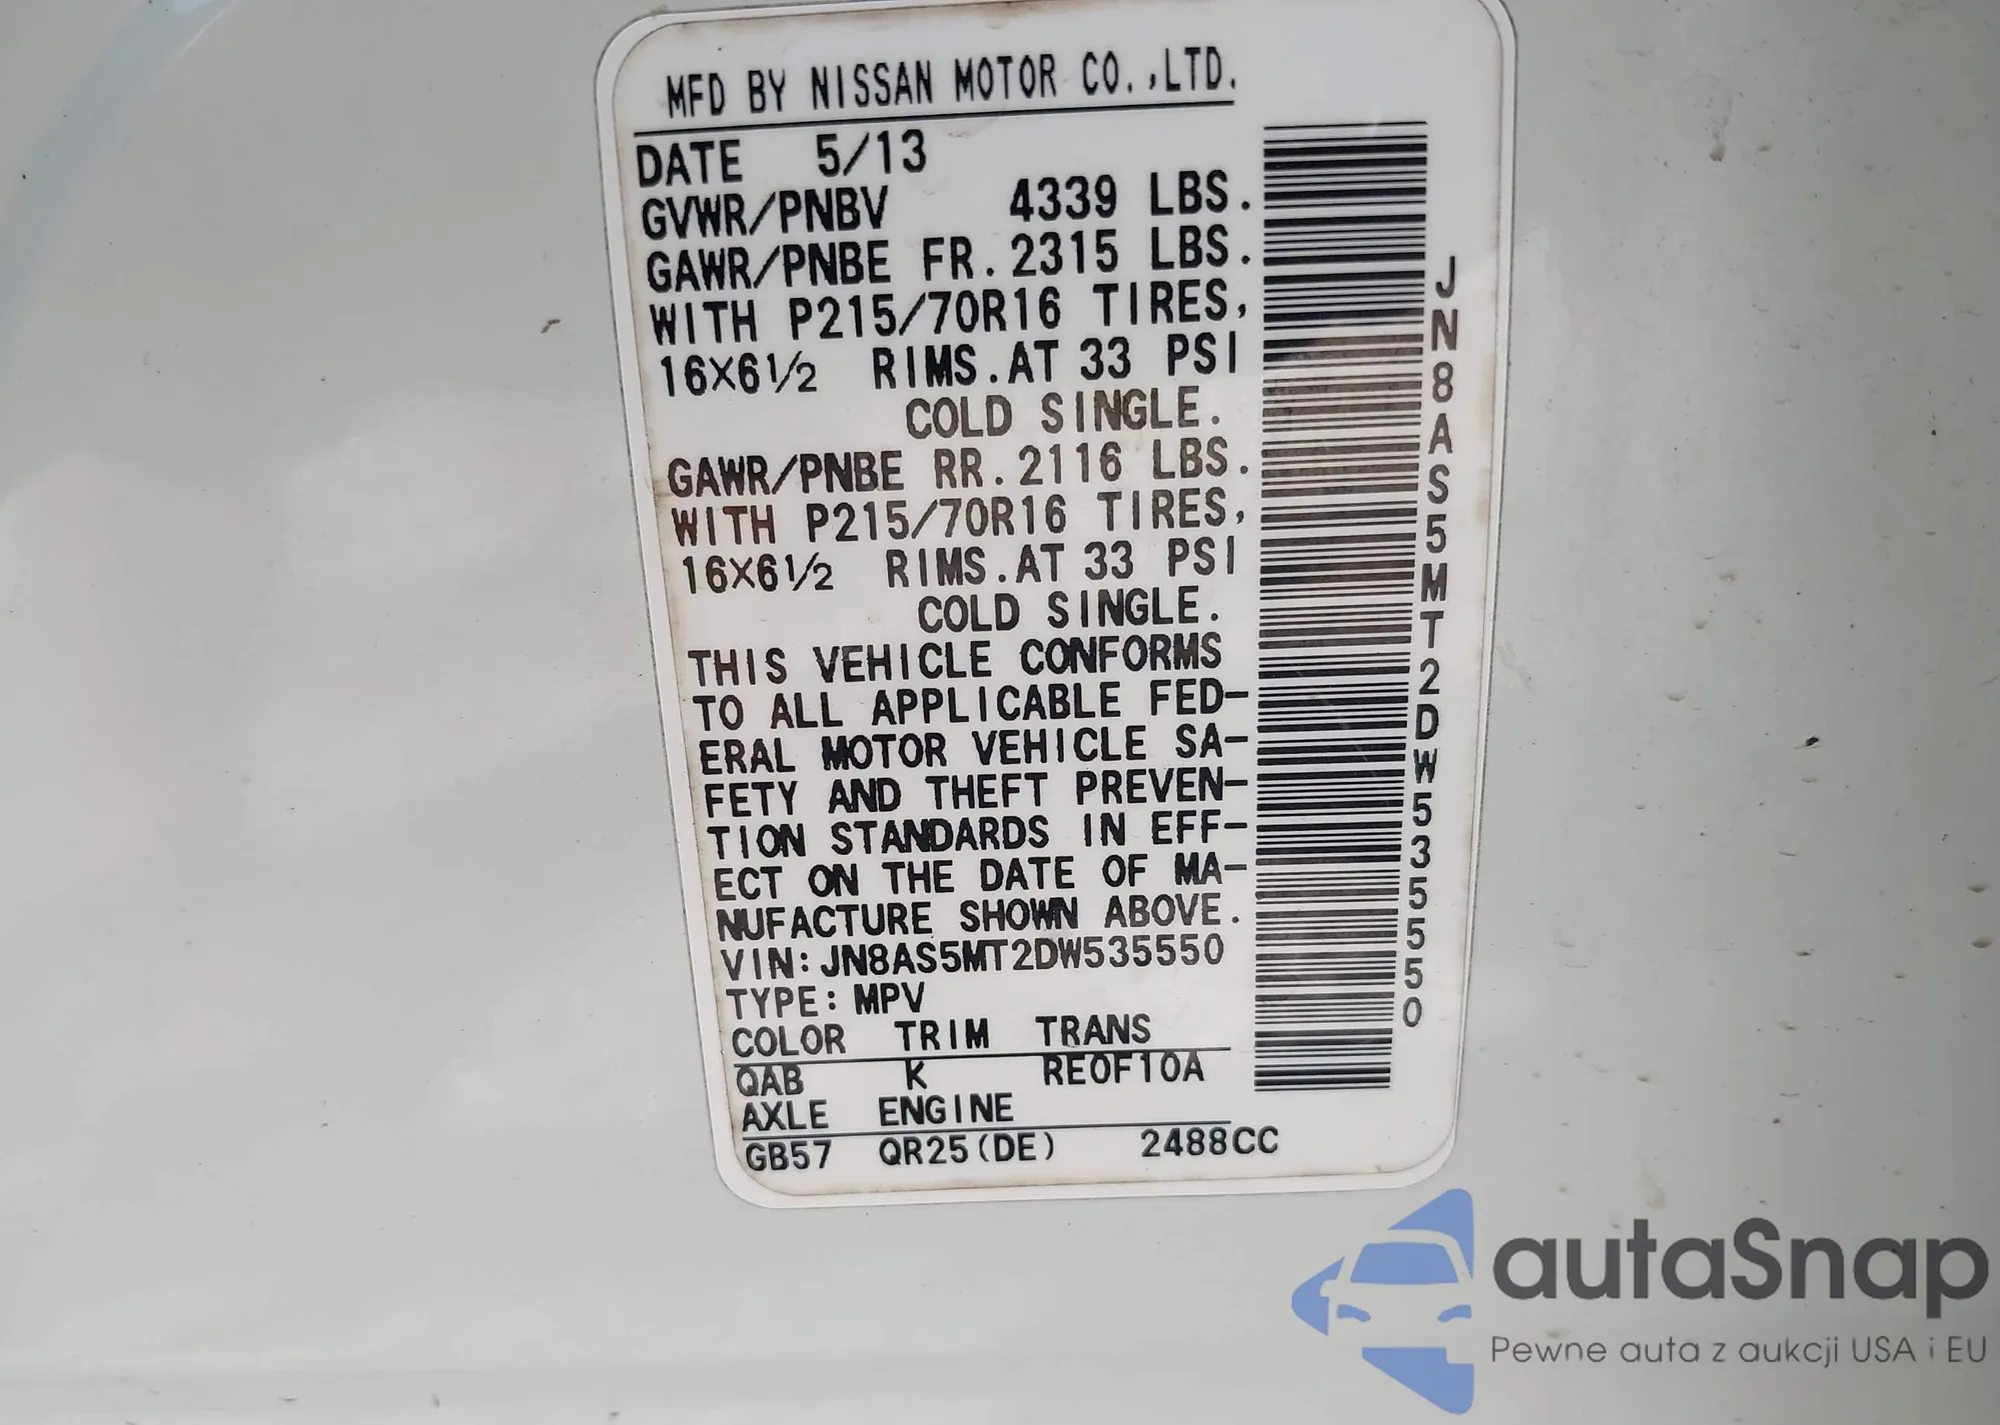 MFD BY NISSAN MOTOR CO.,LTD.
DATE 5/13
GVWR/PNBV 4339 LBS.
GAWR/PNBE FR. 2315 LBS.
WITH P215/70R16 TIRES,
16X6 1/2 RIMS. AT 33 PSI
COLD SINGLE.
GAWR/PNBE RR. 2116 LBS.
WITH P215/70R16 TIRES,
16X6 1/2 RIMS. AT 33 PSI
COLD SINGLE.
THIS VEHICLE CONFORMS
TO ALL APPLICABLE FED-
ERAL MOTOR VEHICLE SA-
FETY AND THEFT PREVEN-
TION STANDARDS IN EFF-
ECT ON THE DATE OF MA-
NUFACTURE SHOWN ABOVE.
VIN: JN8AS5MT2DW535550
TYPE: MPV
COLOR TRIM TRANS
QAB K RE0F10A
AXLE ENGINE
GB57 QR25(DE) 2488CC
JN8AS5MT2DW535550
autaSnap
Pewne auta z aukcji USA i EU